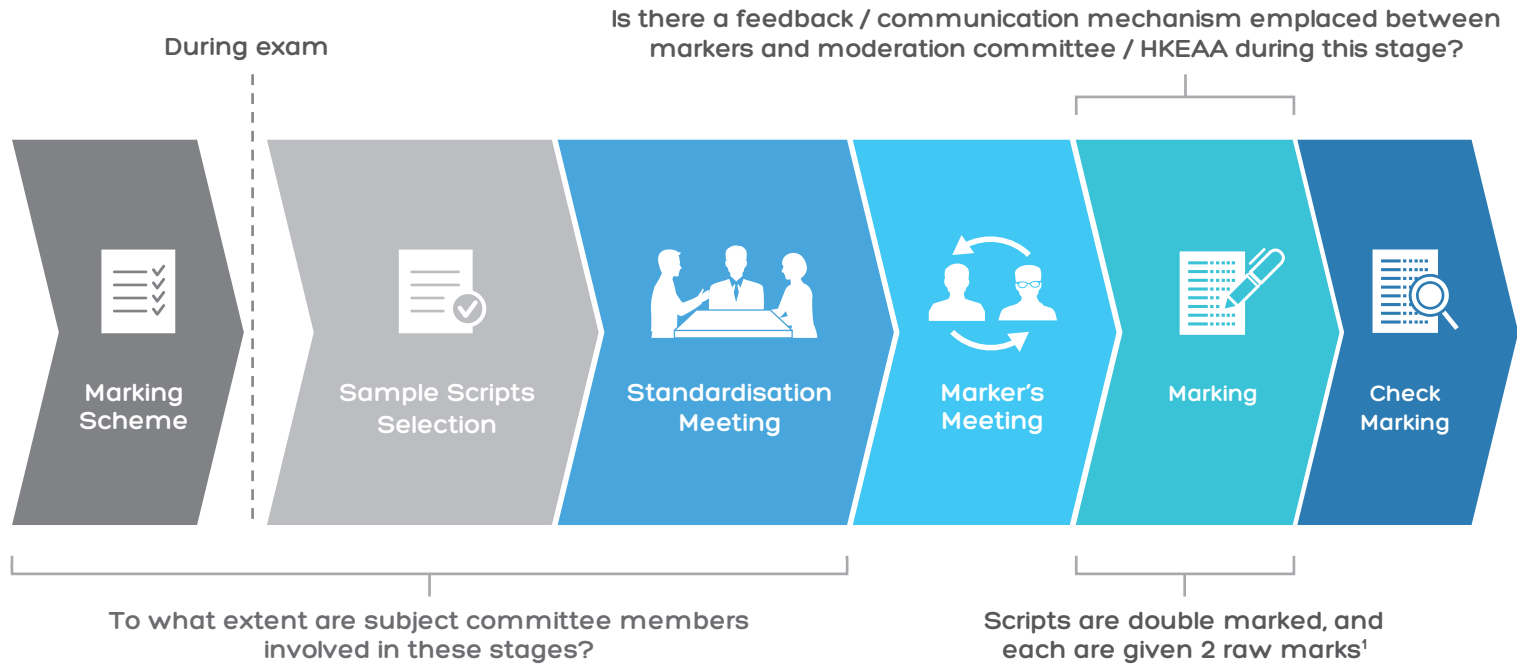 Is there a feedback / communication mechanism emplaced between
markers and moderation committee / HKEAA during this stage?
During exam
Marking
Scheme
Sample Scripts
Selection
Standardisation
Meeting
Marker's
Meeting
Marking
Check
Marking
To what extent are subject committee members
involved in these stages?
Scripts are double marked, and
each are given 2 raw marks¹